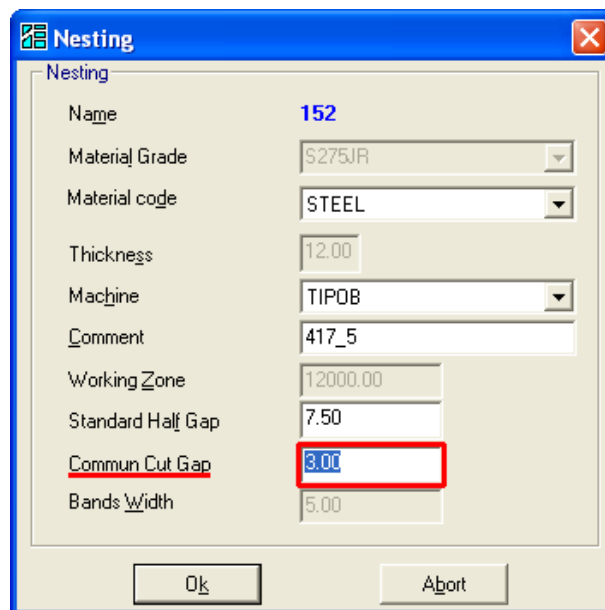 Nesting
Nesting
Name 152
Material Grade S275JR
Material code STEEL
Thickness 12.00
Machine TIPOB
Comment 417_5
Working Zone 12000.00
Standard Half Gap 7.50
Commun Cut Gap 3.00
Bands Width 5.00
Ok Abort